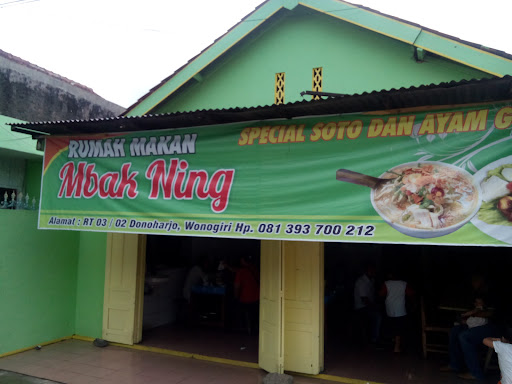 RUMAH MAKAN
Mbak Ning
SPECIAL SOTO DAN AYAM G
Alamat : RT 03 / 02 Donoharjo, Wonogiri Hp. 081 393 700 212